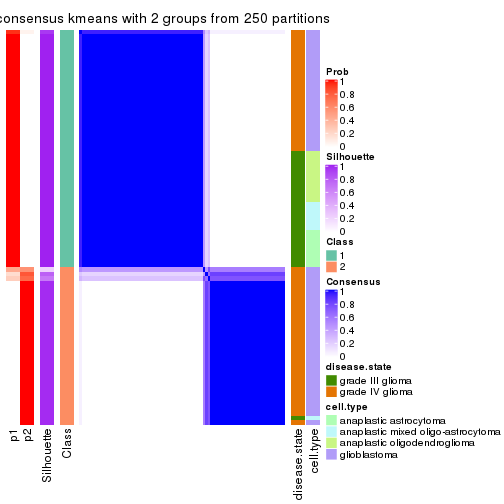 consensus kmeans with 2 groups from 250 partitions
Prob
1
0.8
0.6
0.4
0.2
0
Silhouette
1
0.8
0.6
0.4
0.2
0
Class
1
2
Consensus
1
0.8
0.6
0.4
0.2
0
disease.state
grade III glioma
grade IV glioma
cell.type
anaplastic astrocytoma
anaplastic mixed oligo-astrocytoma
anaplastic oligodendroglioma
glioblastoma
p1
p2
Silhouette
Class
disease.state
cell.type